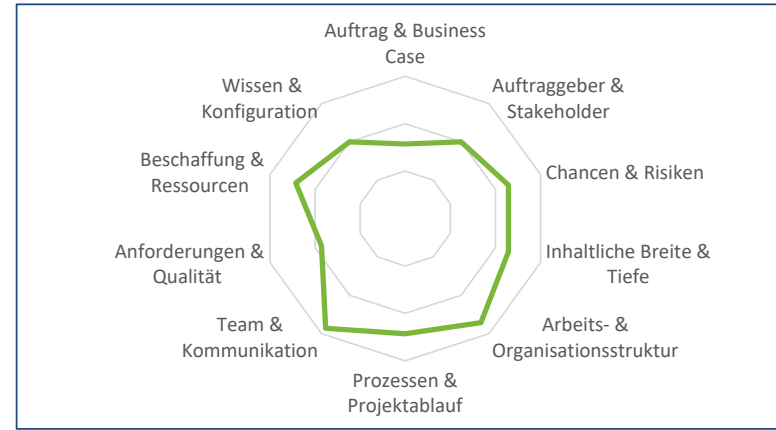 Auftrag & Business
Case
Auftraggeber &
Stakeholder
Chancen & Risiken
Inhaltliche Breite &
Tiefe
Arbeits- &
Organisationsstruktur
Prozessen &
Projektablauf
Team &
Kommunikation
Anforderungen &
Qualität
Beschaffung &
Ressourcen
Wissen &
Konfiguration